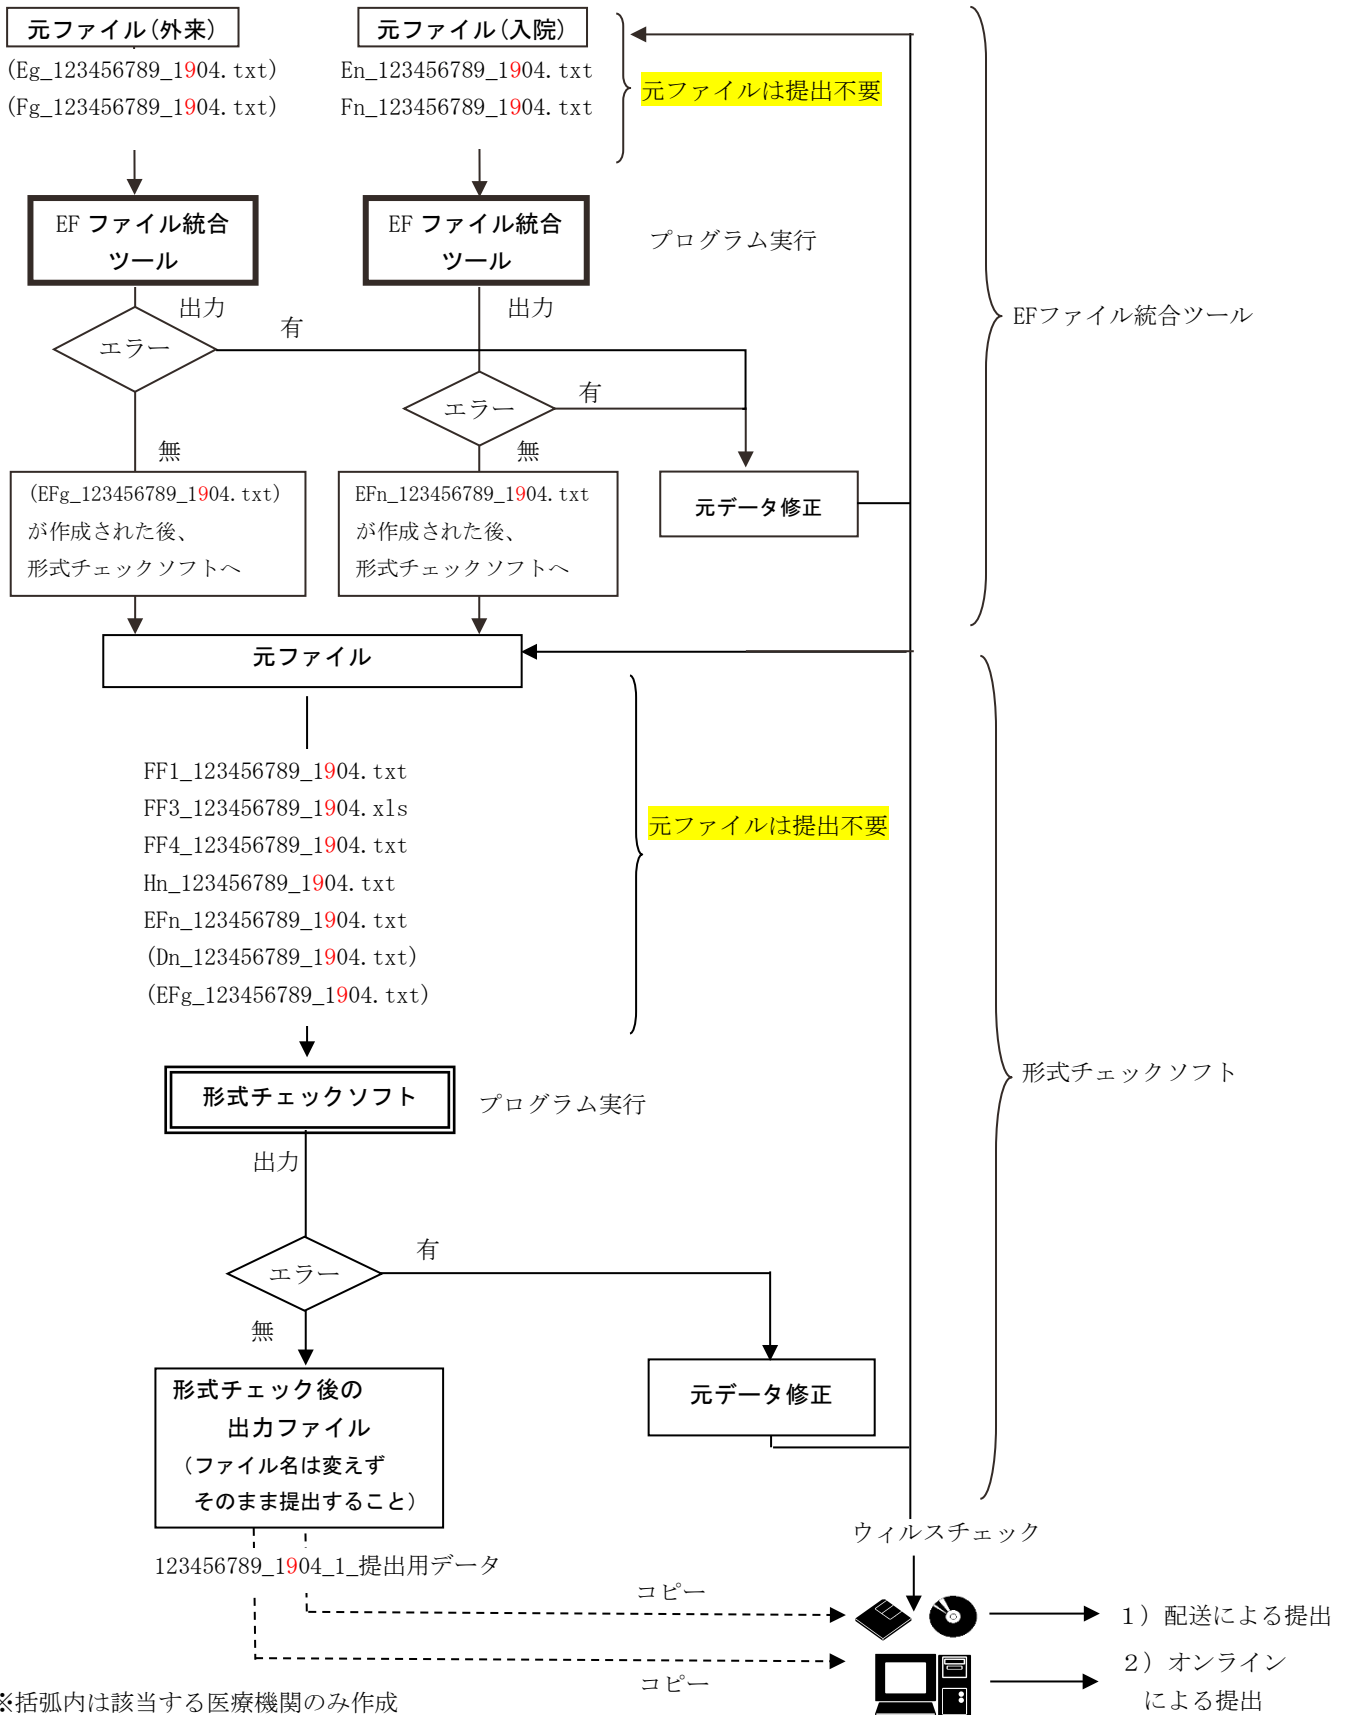 元ファイル(外来)
元ファイル(入院)
(Eg_123456789_1904.txt)
(Fg_123456789_1904.txt)
En_123456789_1904.txt
Fn_123456789_1904.txt
元ファイルは提出不要
EF ファイル統合
ツール
EF ファイル統合
ツール
プログラム実行
出力
出力
エラー
有
エラー
有
無
無
EFファイル統合ツール
(EFg_123456789_1904.txt)
が作成された後、
形式チェックソフトへ
EFn_123456789_1904.txt
が作成された後、
形式チェックソフトへ
元データ修正
元ファイル
FF1_123456789_1904.txt
FF3_123456789_1904.xls
FF4_123456789_1904.txt
Hn_123456789_1904.txt
EFn_123456789_1904.txt
(Dn_123456789_1904.txt)
(EFg_123456789_1904.txt)
元ファイルは提出不要
形式チェックソフト
プログラム実行
形式チェックソフト
出力
エラー
有
無
形式チェック後の
出力ファイル
（ファイル名は変えず
そのまま提出すること）
元データ修正
ウィルスチェック
123456789_1904_1_提出用データ
コピー
コピー
１）配送による提出
２）オンライン
による提出
※括弧内は該当する医療機関のみ作成